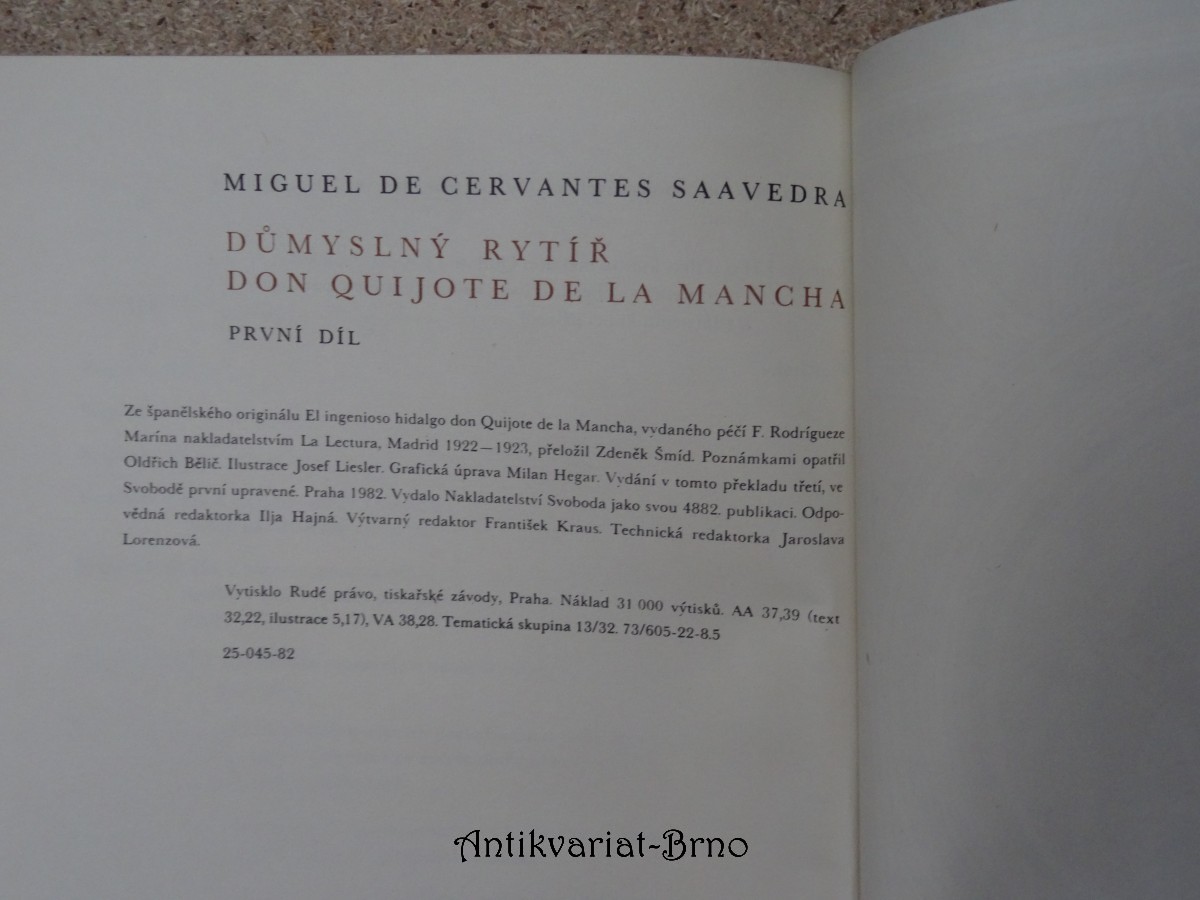 MIGUEL DE CERVANTES SAAVEDRA
DŮMYSLNÝ RYTÍŘ
DON QUIJOTE DE LA MANCHA
PRVNÍ DÍL
Ze španělského originálu El ingenioso hidalgo don Quijote de la Mancha, vydaného péčí F. Rodrígueze
Marína nakladatelstvím La Lectura, Madrid 1922—1923, přeložil Zdeněk Šmíd. Poznámkami opatřil
Oldřich Bělič. Ilustrace Josef Liesler. Grafická úprava Milan Hegar. Vydání v tomto překladu třetí, ve
Svobodě první upravené. Praha 1982. Vydalo Nakladatelství Svoboda jako svou 4882. publikaci. Odpo-
vědná redaktorka Ilja Hajná. Výtvarný redaktor František Kraus. Technická redaktorka Jaroslava
Lorenzová.
Vytisklo Rudé právo, tiskařské závody, Praha. Náklad 31 000 výtisků. AA 37,39 (text
32,22, ilustrace 5,17), VA 38,28. Tematická skupina 13/32. 73/605-22-8.5
25-045-82
Antikvariat-Brno